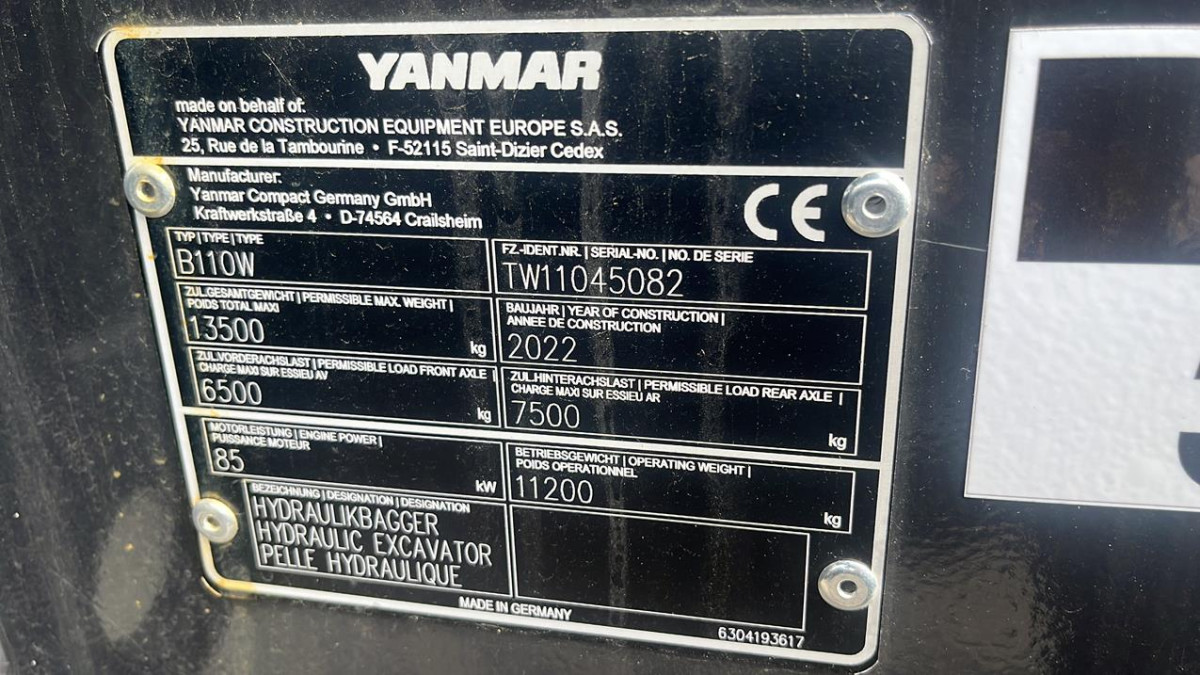 YANMAR
made on behalf of:
YANMAR CONSTRUCTION EQUIPMENT EUROPE S.A.S.
25, Rue de la Tambourine • F-52115 Saint-Dizier Cedex
Manufacturer:
Yanmar Compact Germany GmbH
Kraftwerkstraße 4 • D-74564 Crailsheim
CE
TYP | TYPE | TYPE
B110W
FZ.-IDENT.NR. | SERIAL-NO. | NO. DE SERIE
TW11045082
ZUL.GESAMTGEWICHT | PERMISSIBLE MAX. WEIGHT |
POIDS TOTAL MAXI
13500
kg
BAUJAHR | YEAR OF CONSTRUCTION |
ANNEE DE CONSTRUCTION
2022
ZUL.VORDERACHSLAST | PERMISSIBLE LOAD FRONT AXLE |
CHARGE MAXI SUR ESSIEU AV
6500
kg
ZUL.HINTERACHSLAST | PERMISSIBLE LOAD REAR AXLE |
CHARGE MAXI SUR ESSIEU AR
7500
kg
MOTORLEISTUNG | ENGINE POWER |
PUISSANCE MOTEUR
85
kW
BETRIEBSGEWICHT | OPERATING WEIGHT |
POIDS OPERATIONNEL
11200
kg
BEZEICHNUNG | DESIGNATION | DESIGNATION
HYDRAULIKBAGGER
HYDRAULIC EXCAVATOR
PELLE HYDRAULIQUE
MADE IN GERMANY
6304193617